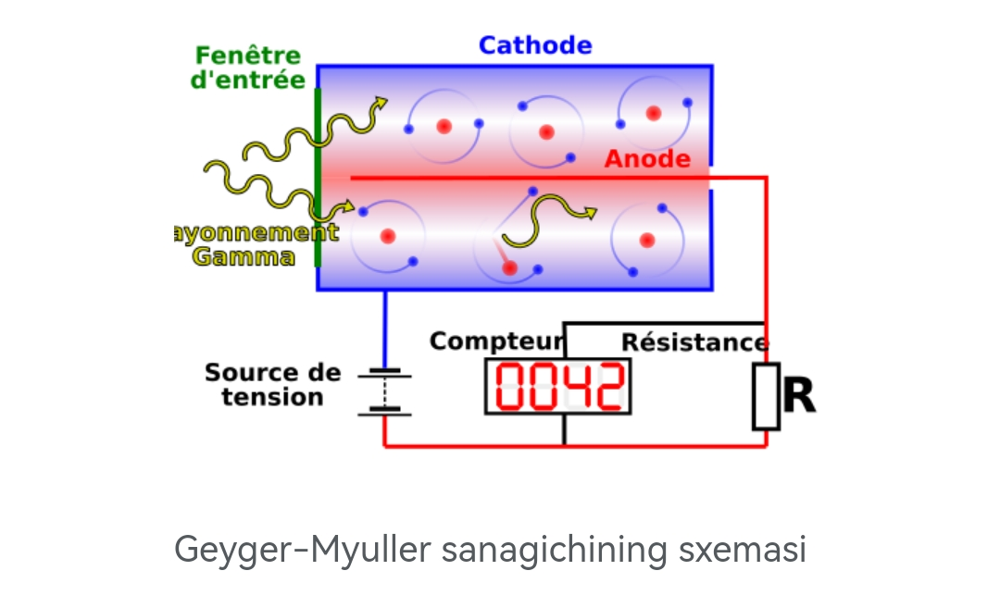 Cathode
Fenêtre
d'entrée
Anode
ayonnement
Gamma
Compteur
Résistance
Source de
tension
0042
R
Geyger-Myuller sanagichining sxemasi